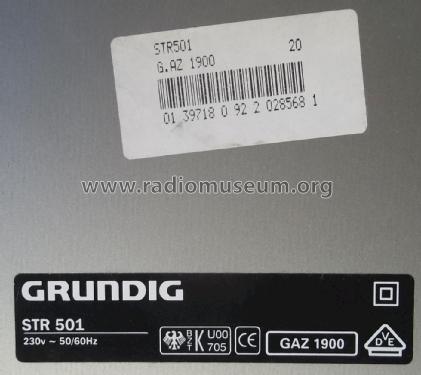 STR501 20
G.AZ 1900
01 39718 0 92 2 028568 1
www.radiomuseum.org
GRUNDIG
STR 501
230v ~ 50/60Hz
BZT K U00 705
CE
GAZ 1900
VDE